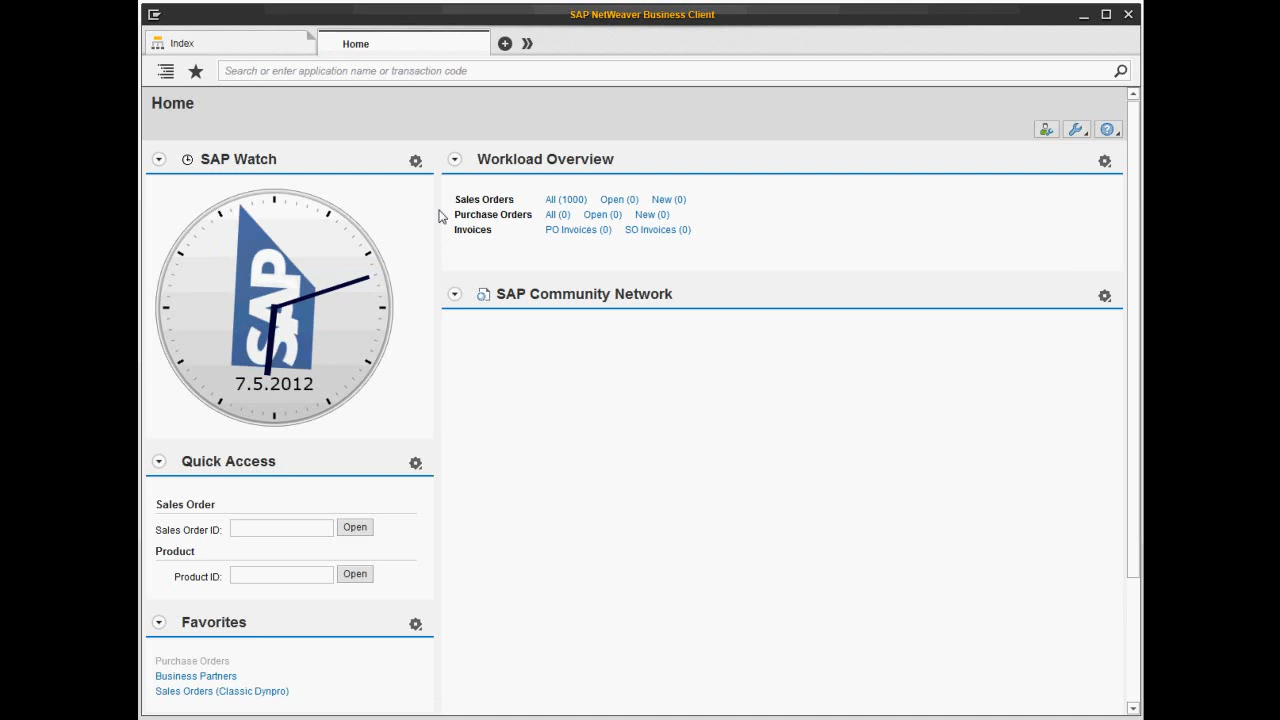 SAP NetWeaver Business Client
Index
Home
Search or enter application name or transaction code
Home
SAP Watch
SAP
7.5.2012
Workload Overview
Sales Orders All (1000) Open (0) New (0)
Purchase Orders All (0) Open (0) New (0)
Invoices PO Invoices (0) SO Invoices (0)
SAP Community Network
Quick Access
Sales Order
Sales Order ID: Open
Product
Product ID: Open
Favorites
Purchase Orders
Business Partners
Sales Orders (Classic Dynpro)